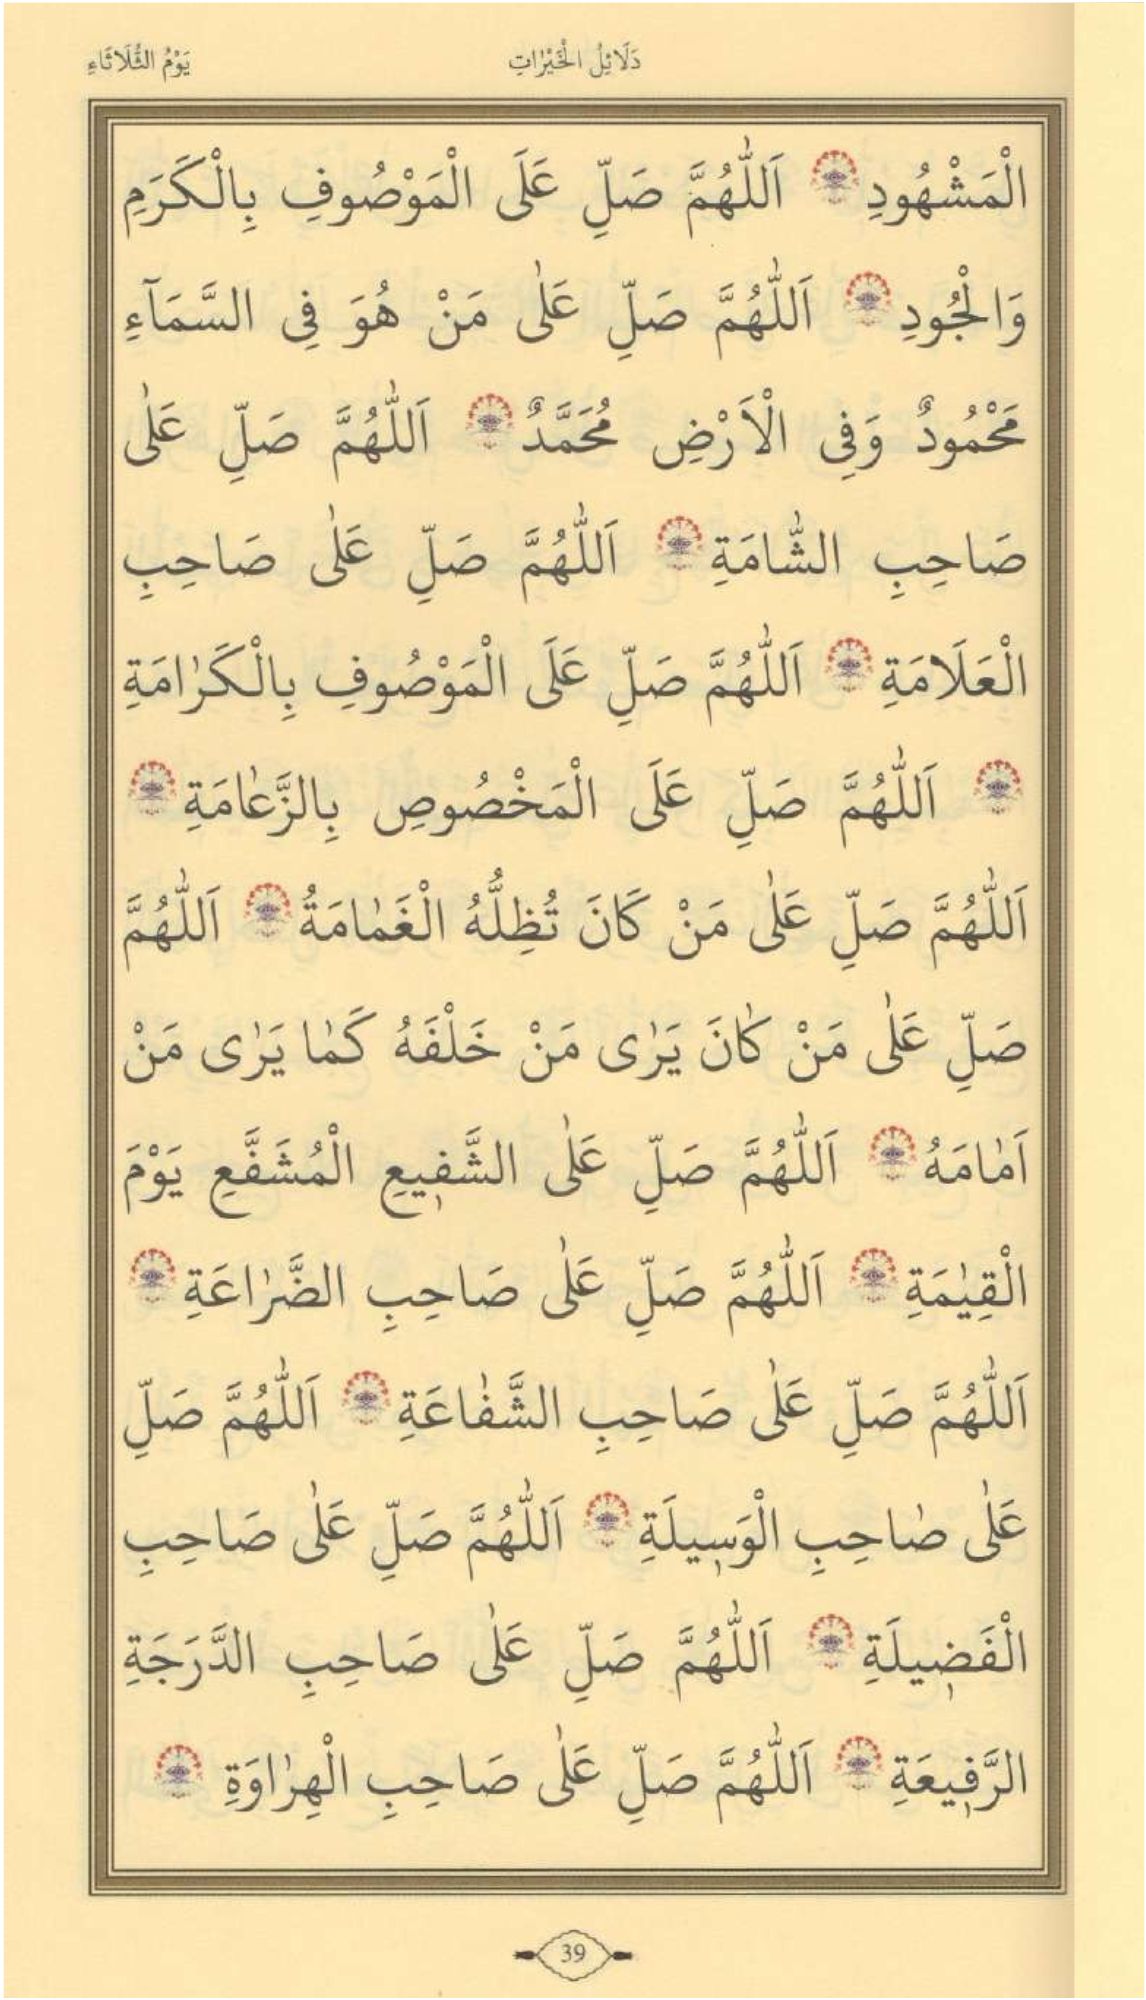 دَلَائِلُ الْخَيْرَاتِ
يَوْمُ الثُّلَاثَاءِ
الْمَشْهُودِ اَللّٰهُمَّ صَلِّ عَلَى الْمَوْصُوفِ بِالْكَرَمِ
وَالْجُودِ اَللّٰهُمَّ صَلِّ عَلٰى مَنْ هُوَ فِى السَّمَآءِ
مَحْمُودٌ وَفِى الْاَرْضِ مُحَمَّدٌ اَللّٰهُمَّ صَلِّ عَلٰى
صَاحِبِ الشَّامَةِ اَللّٰهُمَّ صَلِّ عَلٰى صَاحِبِ
الْعَلَامَةِ اَللّٰهُمَّ صَلِّ عَلَى الْمَوْصُوفِ بِالْكَرٰامَةِ
اَللّٰهُمَّ صَلِّ عَلَى الْمَخْصُوصِ بِالزَّعٰامَةِ
اَللّٰهُمَّ صَلِّ عَلٰى مَنْ كَانَ تُظِلُّهُ الْغَمٰامَةُ اَللّٰهُمَّ
صَلِّ عَلٰى مَنْ كٰانَ يَرٰى مَنْ خَلْفَهُ كَمٰا يَرٰى مَنْ
اَمٰامَهُ اَللّٰهُمَّ صَلِّ عَلٰى الشَّفٖيعِ الْمُشَفَّعِ يَوْمَ
الْقِيٰمَةِ اَللّٰهُمَّ صَلِّ عَلٰى صَاحِبِ الضَّرٰاعَةِ
اَللّٰهُمَّ صَلِّ عَلٰى صَاحِبِ الشَّفٰاعَةِ اَللّٰهُمَّ صَلِّ
عَلٰى صٰاحِبِ الْوَسٖيلَةِ اَللّٰهُمَّ صَلِّ عَلٰى صَاحِبِ
الْفَضٖيلَةِ اَللّٰهُمَّ صَلِّ عَلٰى صَاحِبِ الدَّرَجَةِ
الرَّفٖيعَةِ اَللّٰهُمَّ صَلِّ عَلٰى صَاحِبِ الْهِرٰاوَةِ
39